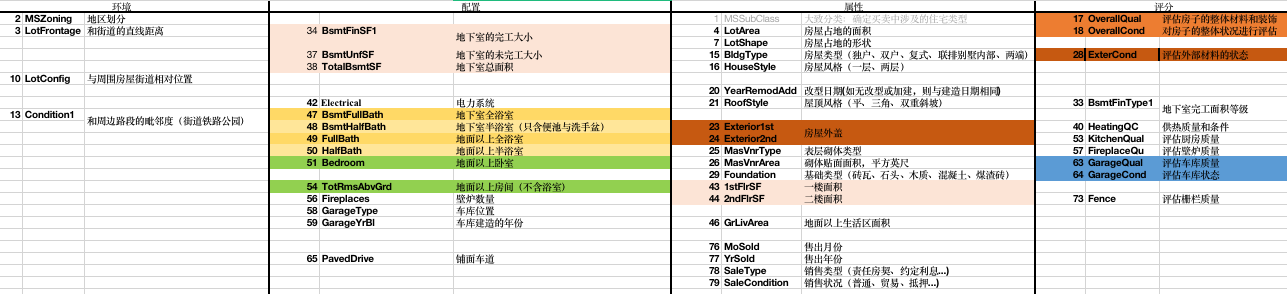 环境 配置 属性 评分
2 MSZoning 地区划分 1 MSSubClass 大致分类：确定买卖中涉及的住宅类型 17 OverallQual 评估房子的整体材料和装饰
3 LotFrontage 和街道的直线距离 34 BsmtFinSF1 地下室的完工大小 4 LotArea 房屋占地的面积 18 OverallCond 对房子的整体状况进行评估
7 LotShape 房屋占地的形状
37 BsmtUnfSF 地下室的未完工大小 15 BldgType 房屋类型（独户、双户、复式、联排别墅内部、两端） 28 ExterCond 评估外部材料的状态
38 TotalBsmtSF 地下室总面积 16 HouseStyle 房屋风格（一层、两层）
10 LotConfig 与周围房屋街道相对位置
20 YearRemodAdd 改型日期(如无改型或加建，则与建造日期相同)
42 Electrical 电力系统 21 RoofStyle 屋顶风格（平、三角、双重斜坡） 33 BsmtFinType1 地下室完工面积等级
13 Condition1 和周边路段的毗邻度（街道铁路公园） 47 BsmtFullBath 地下室全浴室
48 BsmtHalfBath 地下室半浴室（只含便池与洗手盆） 23 Exterior1st 房屋外盖 40 HeatingQC 供热质量和条件
49 FullBath 地面以上全浴室 24 Exterior2nd 53 KitchenQual 评估厨房质量
50 HalfBath 地面以上半浴室 25 MasVnrType 表层砌体类型 57 FireplaceQu 评估壁炉质量
51 Bedroom 地面以上卧室 26 MasVnrArea 砌体贴面面积，平方英尺 63 GarageQual 评估车库质量
29 Foundation 基础类型（砖瓦、石头、木质、混凝土、煤渣砖） 64 GarageCond 评估车库状态
54 TotRmsAbvGrd 地面以上房间（不含浴室） 43 1stFlrSF 一楼面积
56 Fireplaces 壁炉数量 44 2ndFlrSF 二楼面积 73 Fence 评估栅栏质量
58 GarageType 车库位置
59 GarageYrBl 车库建造的年份 46 GrLivArea 地面以上生活区面积
76 MoSold 售出月份
65 PavedDrive 铺面车道 77 YrSold 售出年份
78 SaleType 销售类型（责任房契、约定利息...）
79 SaleCondition 销售状况（普通、贸易、抵押...）